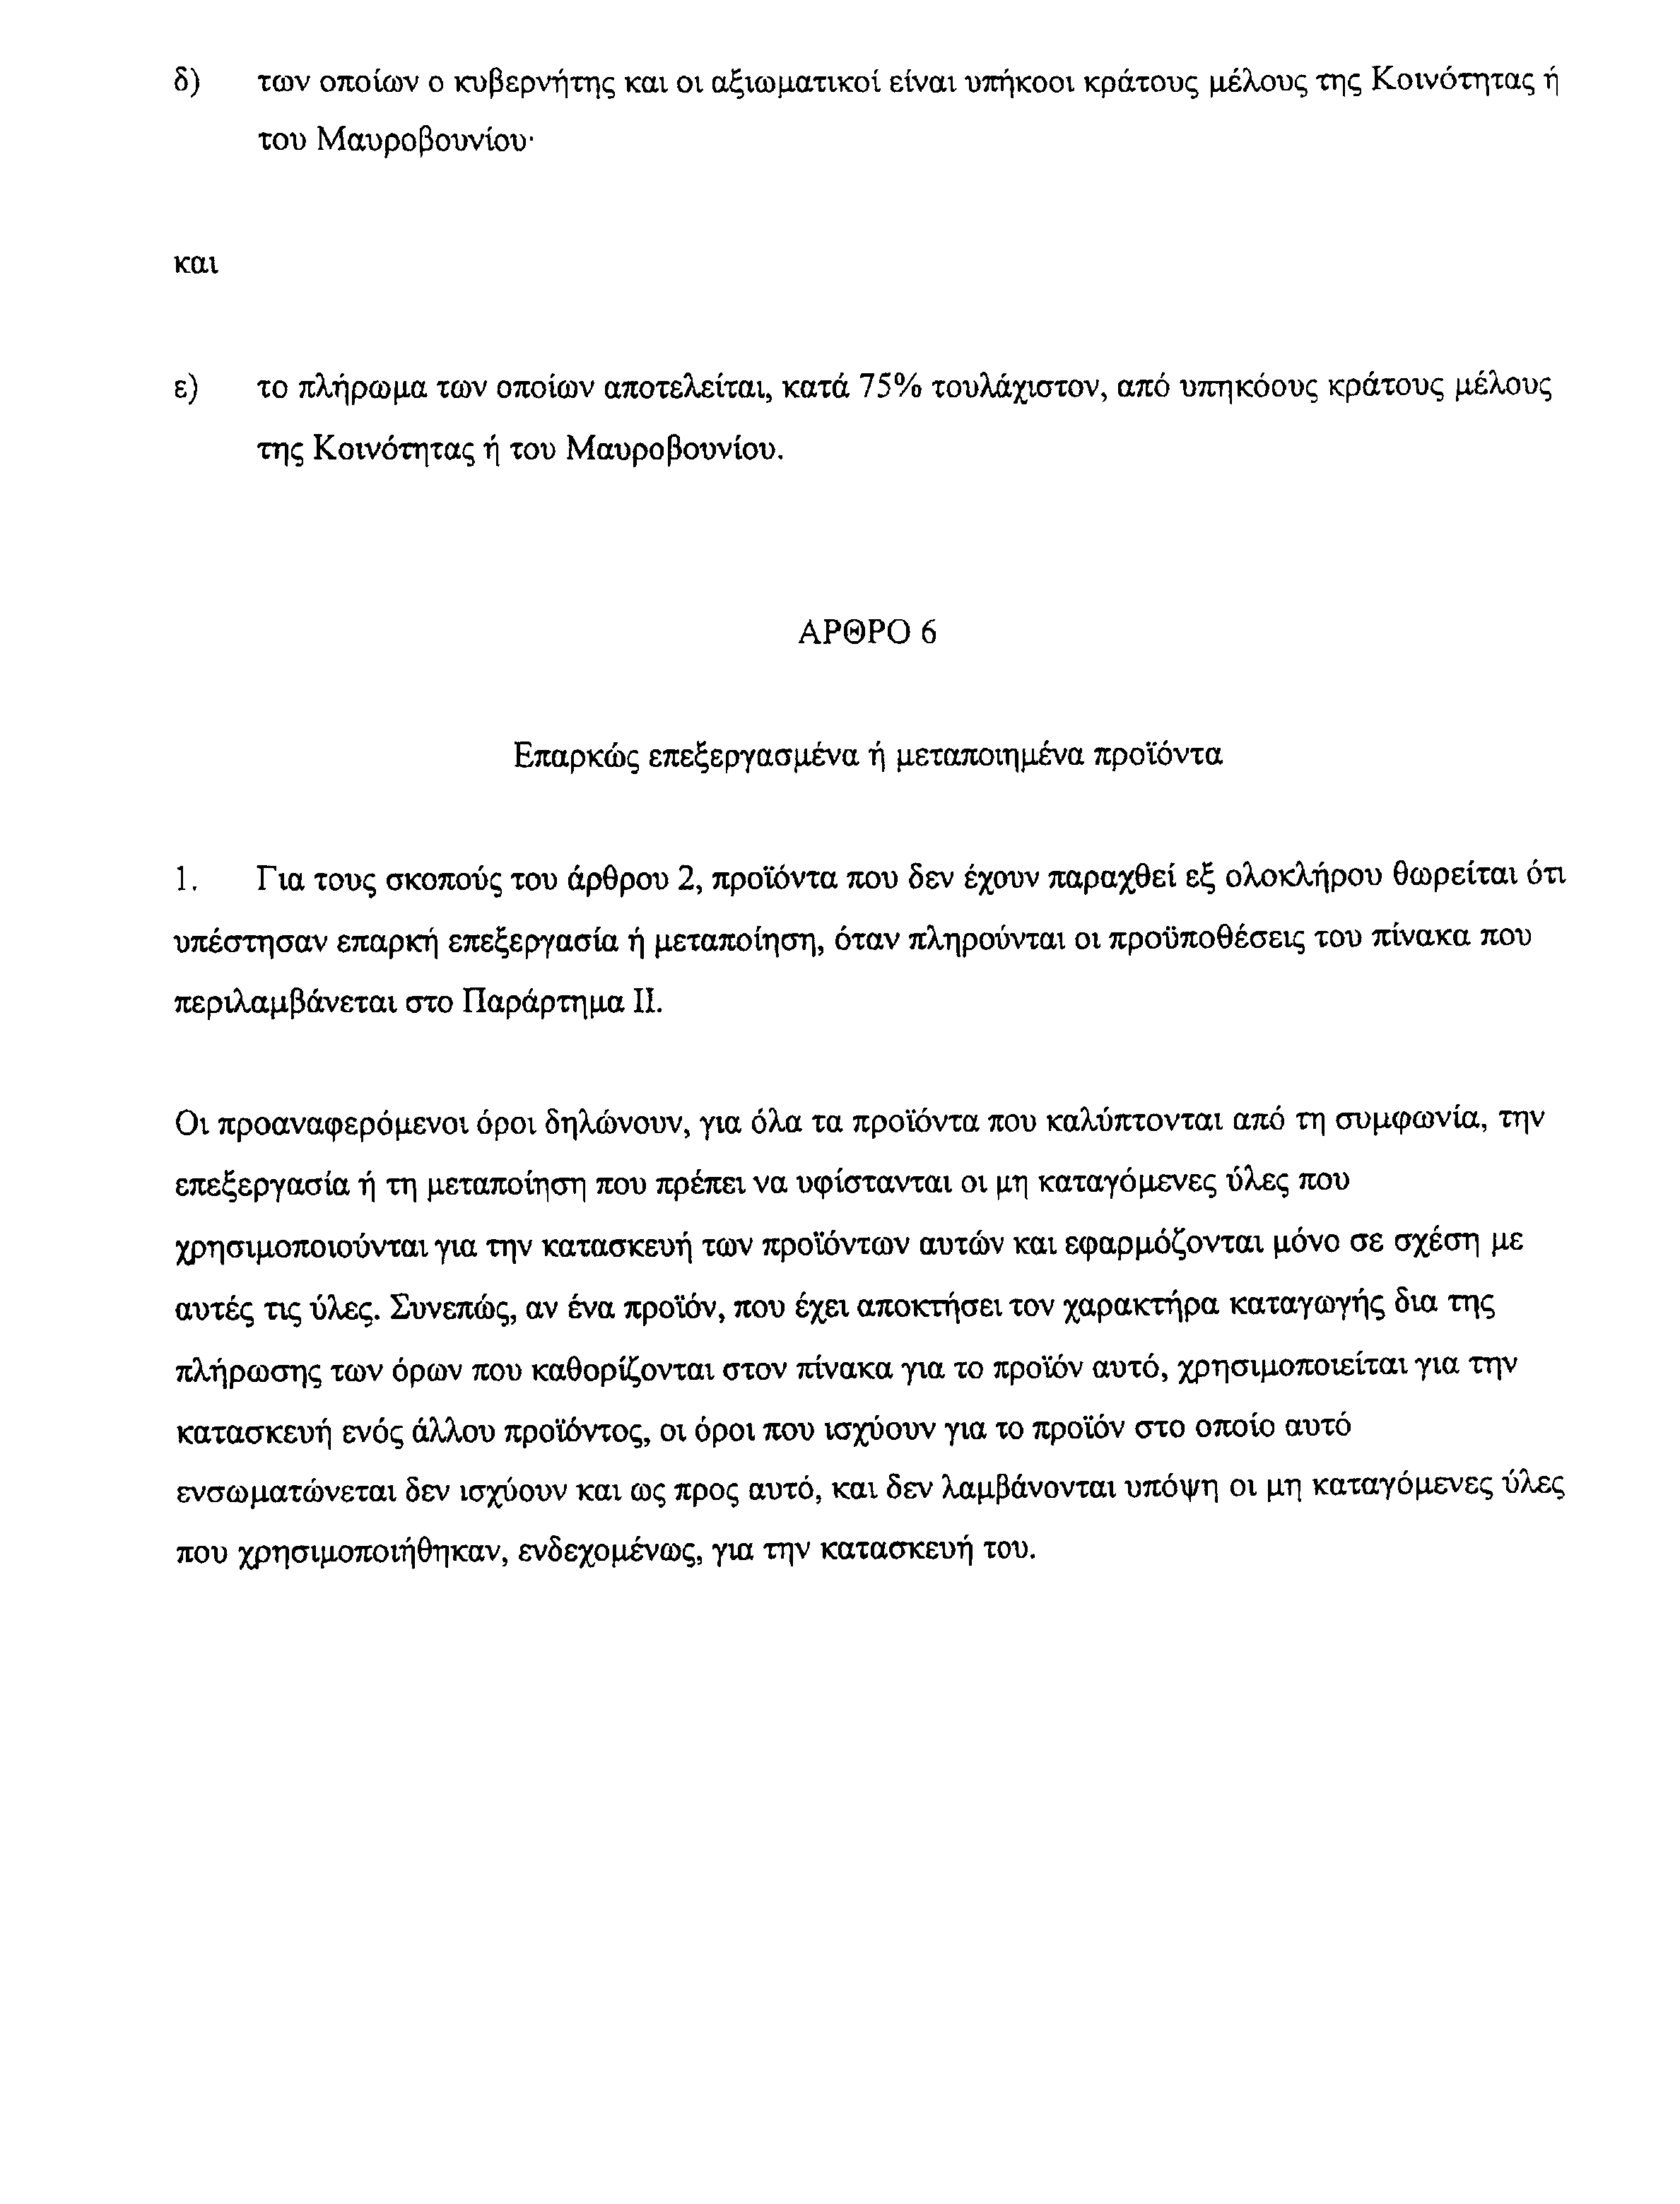 δ) των οποίων ο κυβερνήτης και οι αξιωματικοί είναι υπήκοοι κράτους μέλους της Κοινότητας ή
του Μαυροβουνίου·
και
ε) το πλήρωμα των οποίων αποτελείται, κατά 75% τουλάχιστον, από υπηκόους κράτους μέλους
της Κοινότητας ή του Μαυροβουνίου.
ΑΡΘΡΟ 6
Επαρκώς επεξεργασμένα ή μεταποιημένα προϊόντα
1. Για τους σκοπούς του άρθρου 2, προϊόντα που δεν έχουν παραχθεί εξ ολοκλήρου θωρείται ότι
υπέστησαν επαρκή επεξεργασία ή μεταποίηση, όταν πληρούνται οι προϋποθέσεις του πίνακα που
περιλαμβάνεται στο Παράρτημα ΙΙ.
Οι προαναφερόμενοι όροι δηλώνουν, για όλα τα προϊόντα που καλύπτονται από τη συμφωνία, την
επεξεργασία ή τη μεταποίηση που πρέπει να υφίστανται οι μη καταγόμενες ύλες που
χρησιμοποιούνται για την κατασκευή των προϊόντων αυτών και εφαρμόζονται μόνο σε σχέση με
αυτές τις ύλες. Συνεπώς, αν ένα προϊόν, που έχει αποκτήσει τον χαρακτήρα καταγωγής δια της
πλήρωσης των όρων που καθορίζονται στον πίνακα για το προϊόν αυτό, χρησιμοποιείται για την
κατασκευή ενός άλλου προϊόντος, οι όροι που ισχύουν για το προϊόν στο οποίο αυτό
ενσωματώνεται δεν ισχύουν και ως προς αυτό, και δεν λαμβάνονται υπόψη οι μη καταγόμενες ύλες
που χρησιμοποιήθηκαν, ενδεχομένως, για την κατασκευή του.